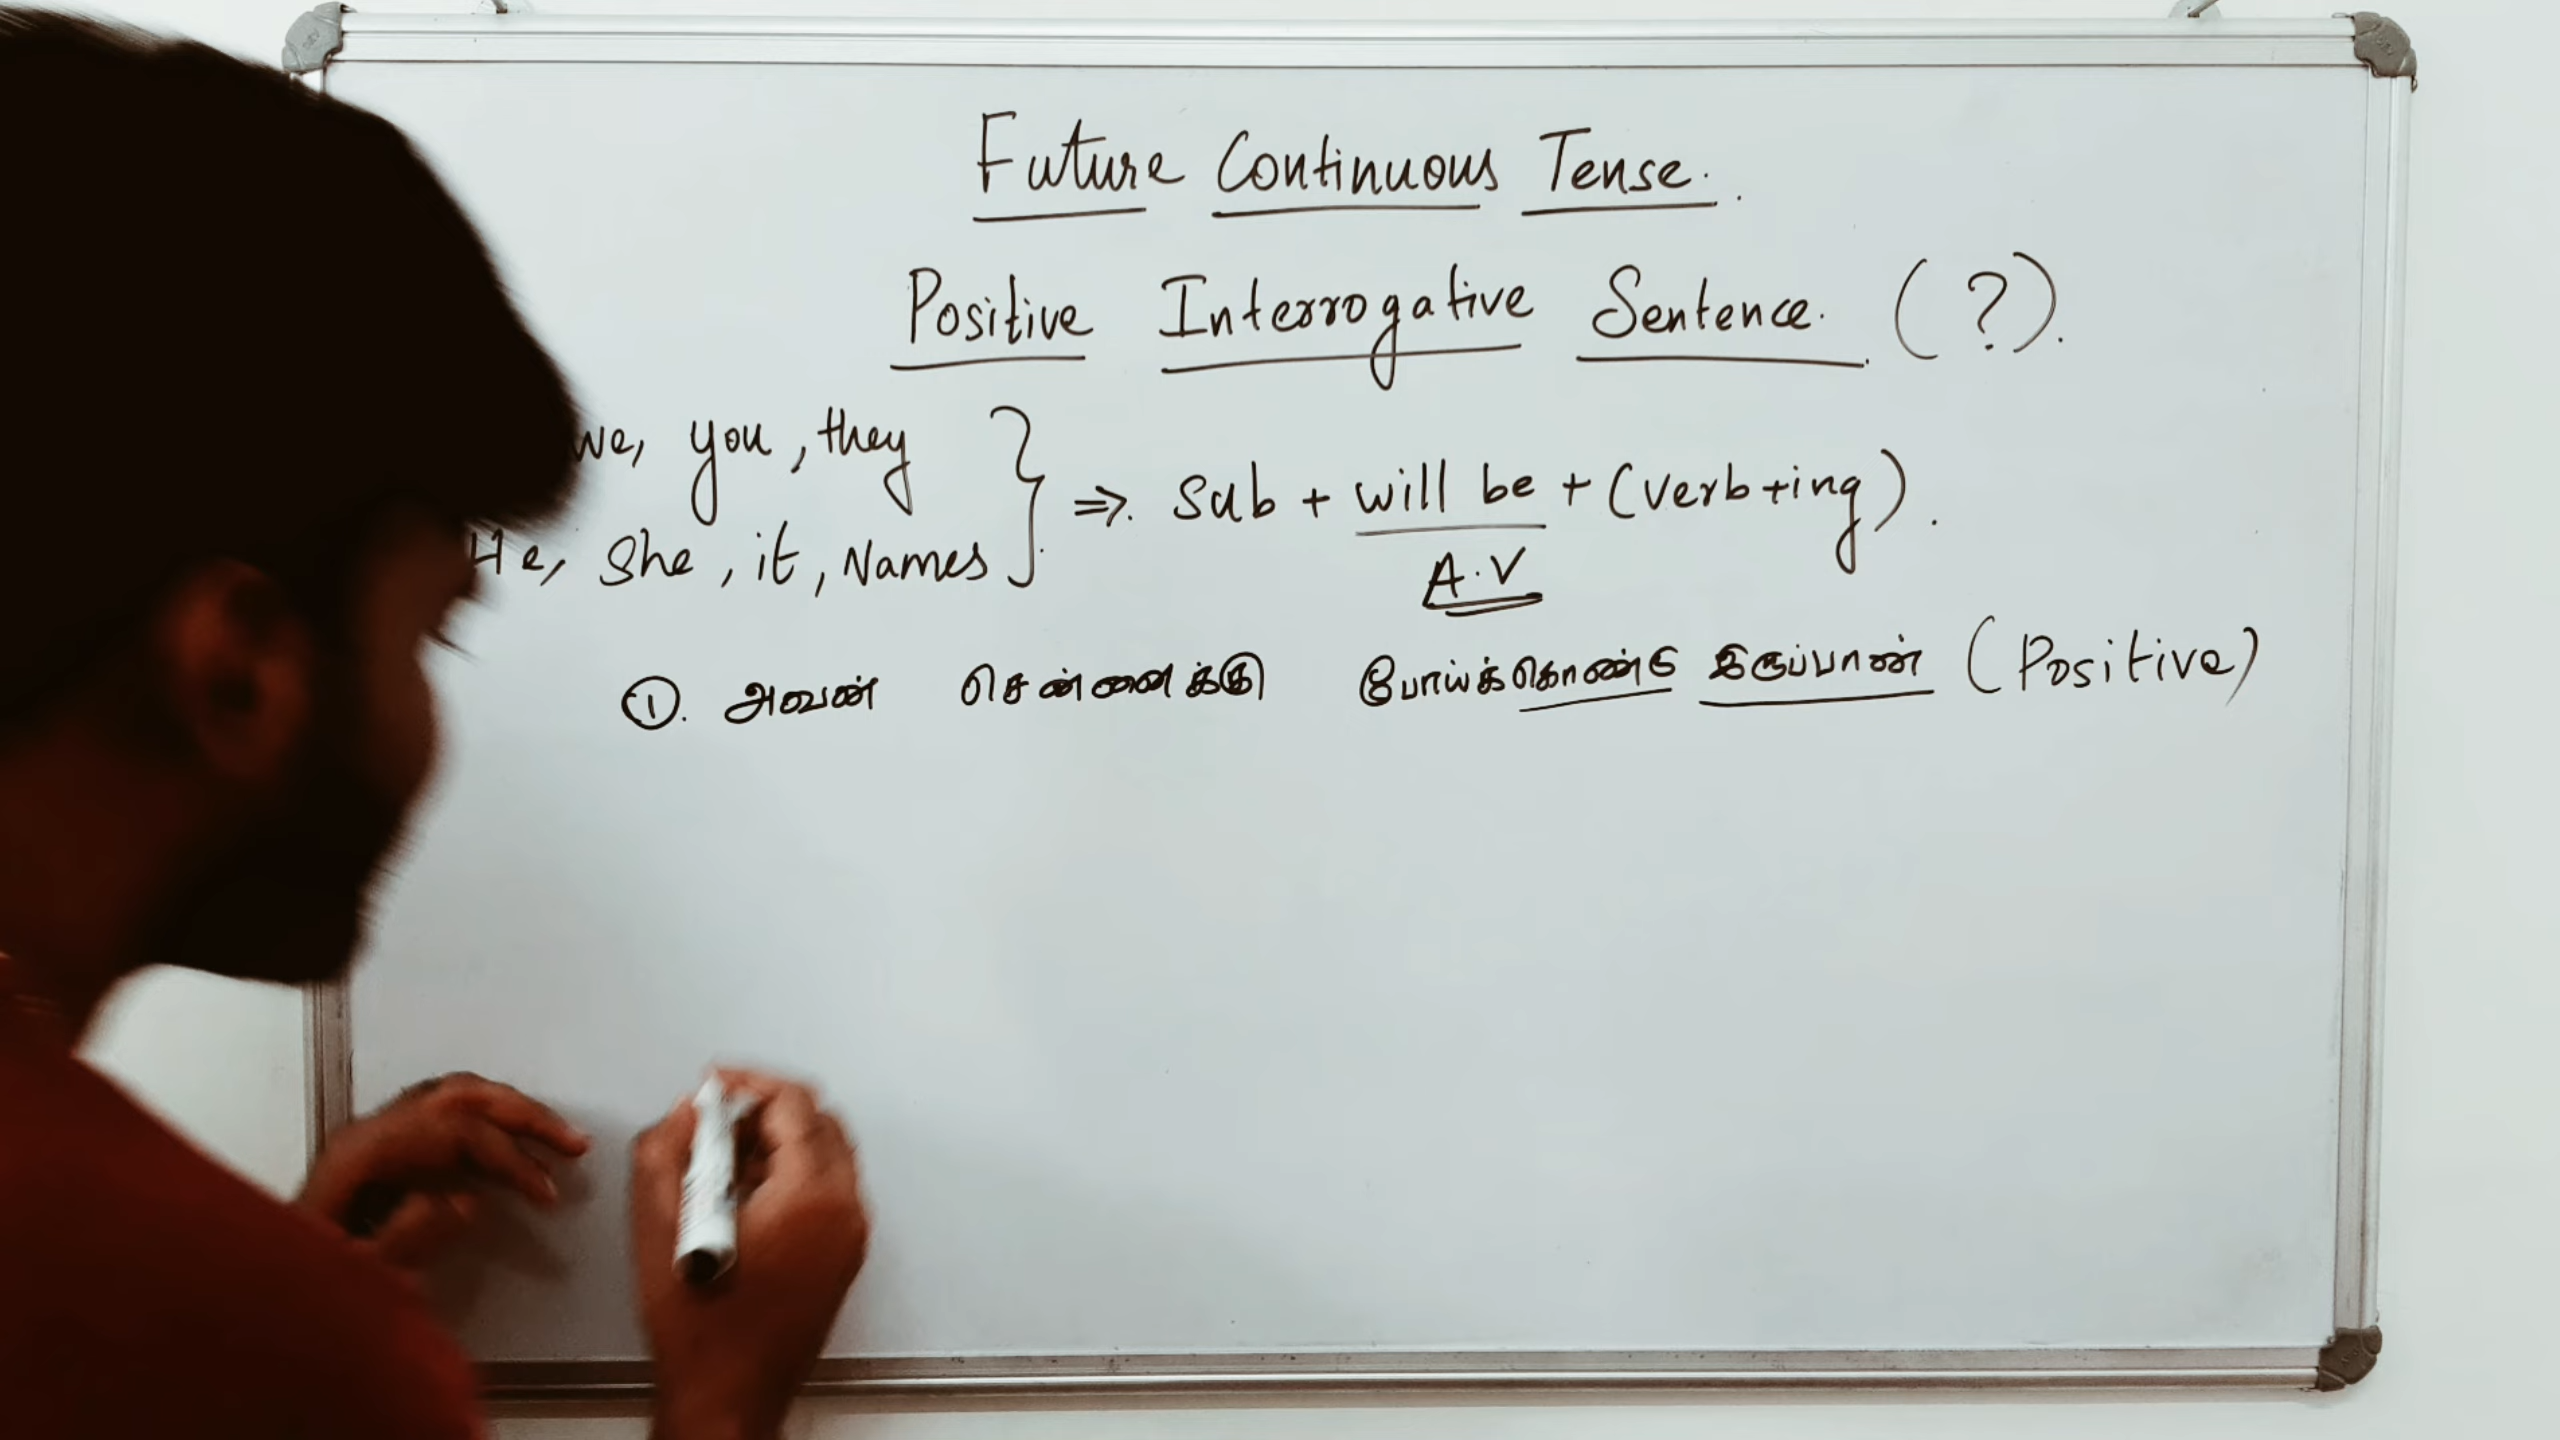 Future Continuous Tense.
Positive Interrogative Sentence. (?).
we, you, they
He, She, it, Names } ⇒ Sub + will be + (verb+ing).
A.V
①. அவன் சென்னைக்கு போய்க்கொண்டு இருப்பான் (Positive)